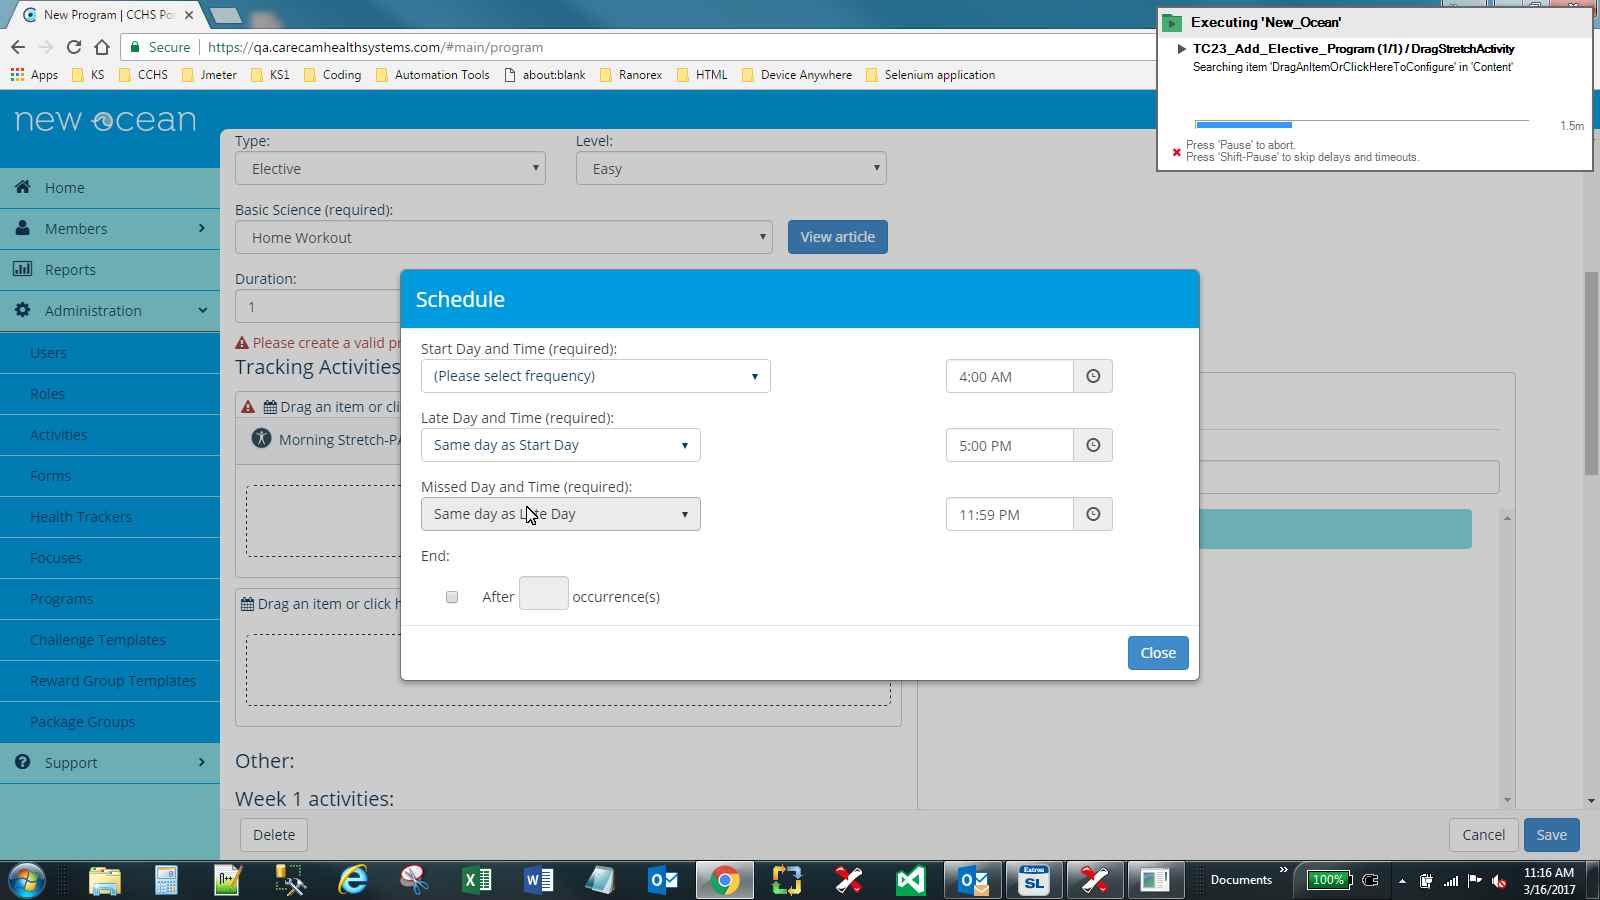 New Program | CCHS Po
Secure
https://qa.carecamhealthsystems.com/#main/program
Apps
KS
CCHS
Jmeter
KS1
Coding
Automation Tools
about:blank
Ranorex
HTML
Device Anywhere
Selenium application
Executing 'New_Ocean'
TC23_Add_Elective_Program (1/1) / DragStretchActivity
Searching item 'DragAnItemOrClickHereToConfigure' in 'Content'
1.5m
Press 'Pause' to abort.
Press 'Shift-Pause' to skip delays and timeouts.
new ocean
Home
Members
Reports
Administration
Users
Roles
Activities
Forms
Health Trackers
Focuses
Programs
Challenge Templates
Reward Group Templates
Package Groups
Support
Type:
Level:
Elective
Easy
Basic Science (required):
Home Workout
View article
Duration:
1
Please create a valid pr
Tracking Activities
Drag an item or cli
Morning Stretch-PA
Drag an item or click h
Other:
Week 1 activities:
Schedule
Start Day and Time (required):
(Please select frequency)
4:00 AM
Late Day and Time (required):
Same day as Start Day
5:00 PM
Missed Day and Time (required):
Same day as Late Day
11:59 PM
End:
After
occurrence(s)
Close
Delete
Cancel
Save
Documents
100%
11:16 AM
3/16/2017